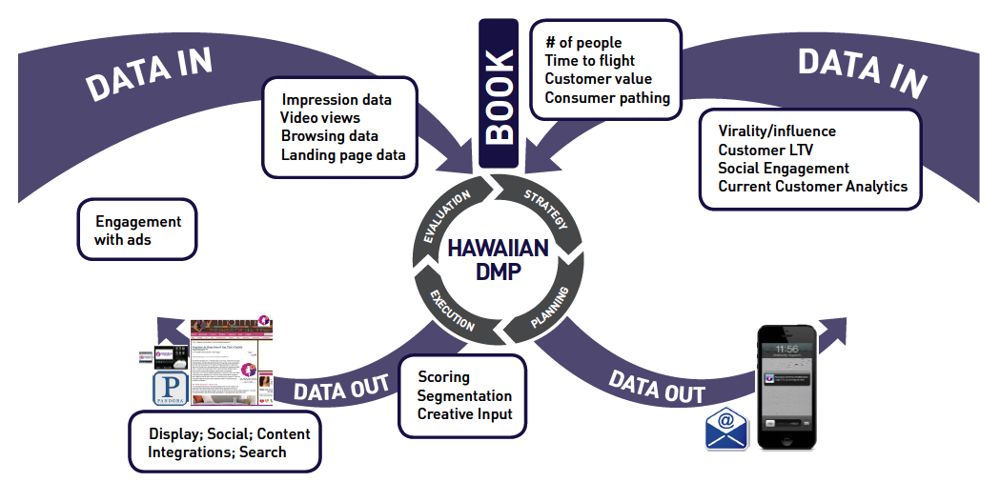 DATA IN
BOOK
# of people
Time to flight
Customer value
Consumer pathing
DATA IN
Impression data
Video views
Browsing data
Landing page data
Virality/influence
Customer LTV
Social Engagement
Current Customer Analytics
Engagement
with ads
EVALUATION
STRATEGY
HAWAIIAN
DMP
EXECUTION
PLANNING
DATA OUT
Scoring
Segmentation
Creative Input
DATA OUT
P
PANDORA
11:56
@
Display; Social; Content
Integrations; Search